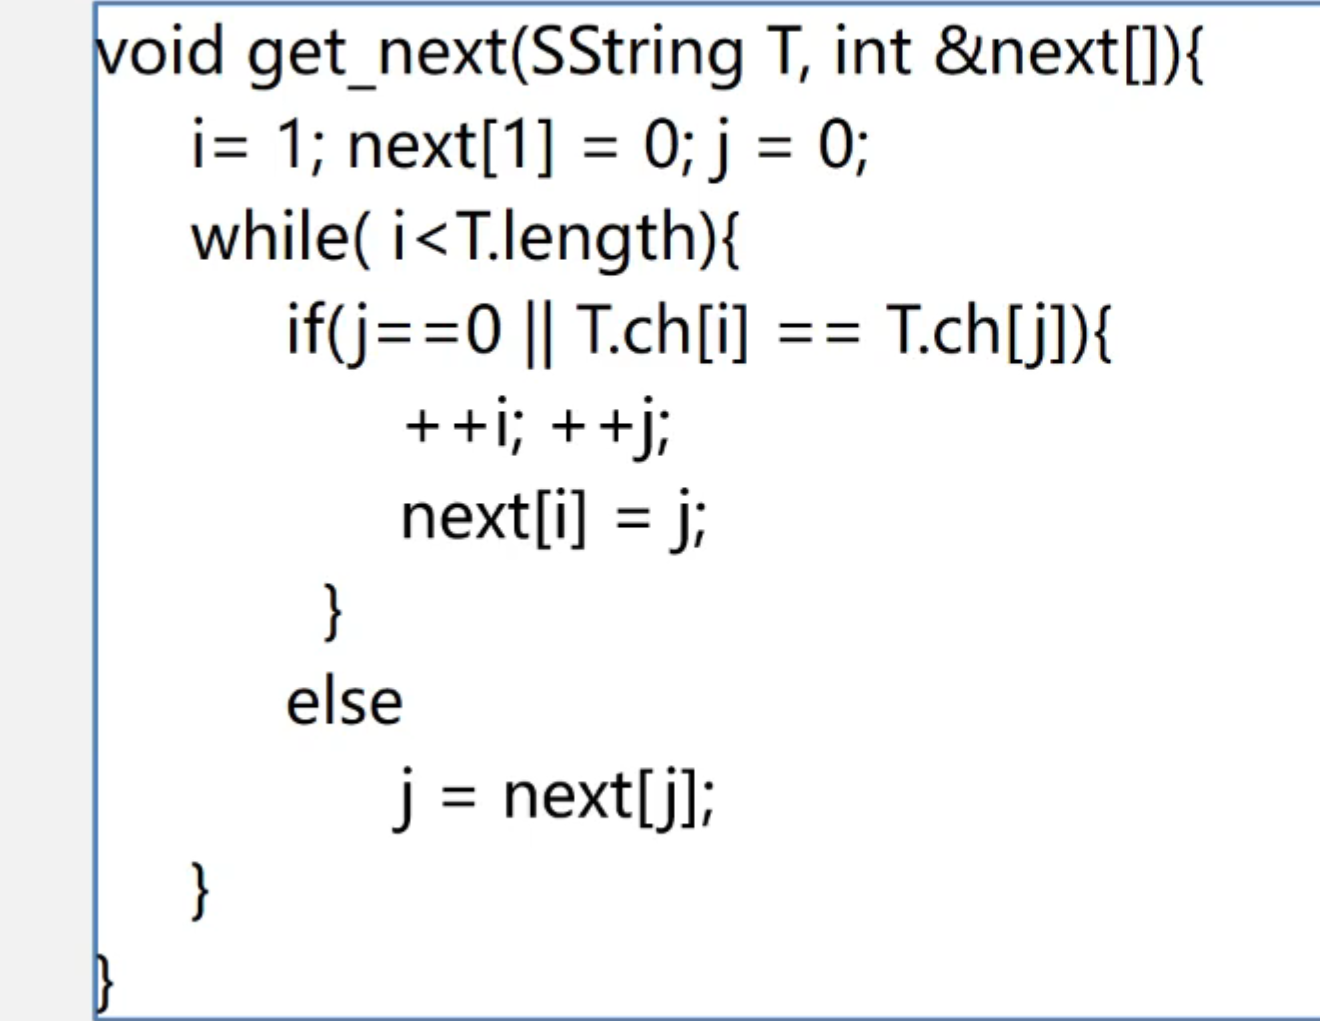 void get_next(SString T, int &next[]){
i= 1; next[1] = 0; j = 0;
while( i<T.length){
if(j==0 || T.ch[i] == T.ch[j]){
++i; ++j;
next[i] = j;
}
else
j = next[j];
}
}